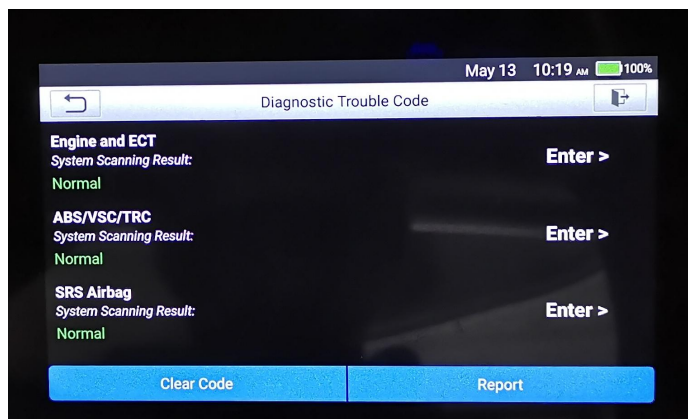 May 13 10:19 AM 100%
Diagnostic Trouble Code
Engine and ECT
System Scanning Result:
Enter >
Normal
ABS/VSC/TRC
System Scanning Result:
Enter >
Normal
SRS Airbag
System Scanning Result:
Enter >
Normal
Clear Code Report